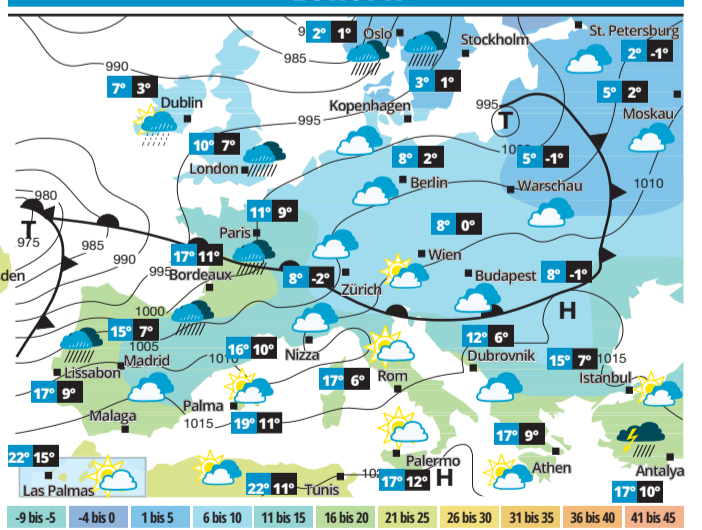 2° 1° Oslo
St. Petersburg
985
Stockholm
2° -1°
990
3° 1°
7° 3°
5° 2°
Dublin
Kopenhagen
995
T
Moskau
995
10° 7°
8° 2°
5° -1°
London
Berlin
Warschau
1010
980
T
11° 9°
8° 0°
975
985
Paris
990
17° 11°
Wien
995
den
Bordeaux
8° -2°
Zürich
Budapest
8° -1°
1000
H
15° 7°
1005
12° 6°
Madrid
1010
16° 10°
Nizza
Dubrovnik
15° 7°
1015
Lissabon
17° 6°
Rom
Istanbul
17° 9°
Palma
Malaga
1015
19° 11°
17° 9°
22° 15°
Palermo
Athen
Antalya
Las Palmas
22° 11°
Tunis
17° 12°
H
17° 10°
-9 bis -5 -4 bis 0 1 bis 5 6 bis 10 11 bis 15 16 bis 20 21 bis 25 26 bis 30 31 bis 35 36 bis 40 41 bis 45